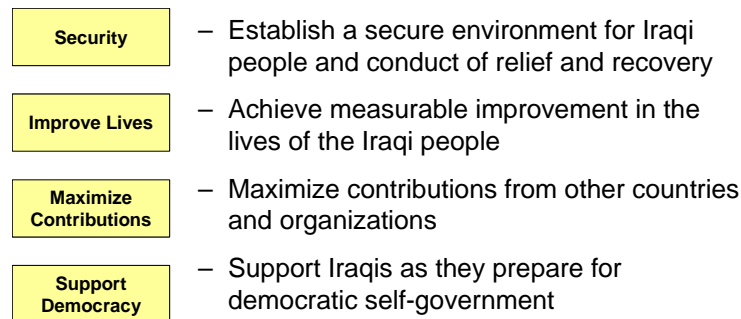 Security
– Establish a secure environment for Iraqi
people and conduct of relief and recovery
Improve Lives
– Achieve measurable improvement in the
lives of the Iraqi people
Maximize
Contributions
– Maximize contributions from other countries
and organizations
Support
Democracy
– Support Iraqis as they prepare for
democratic self-government